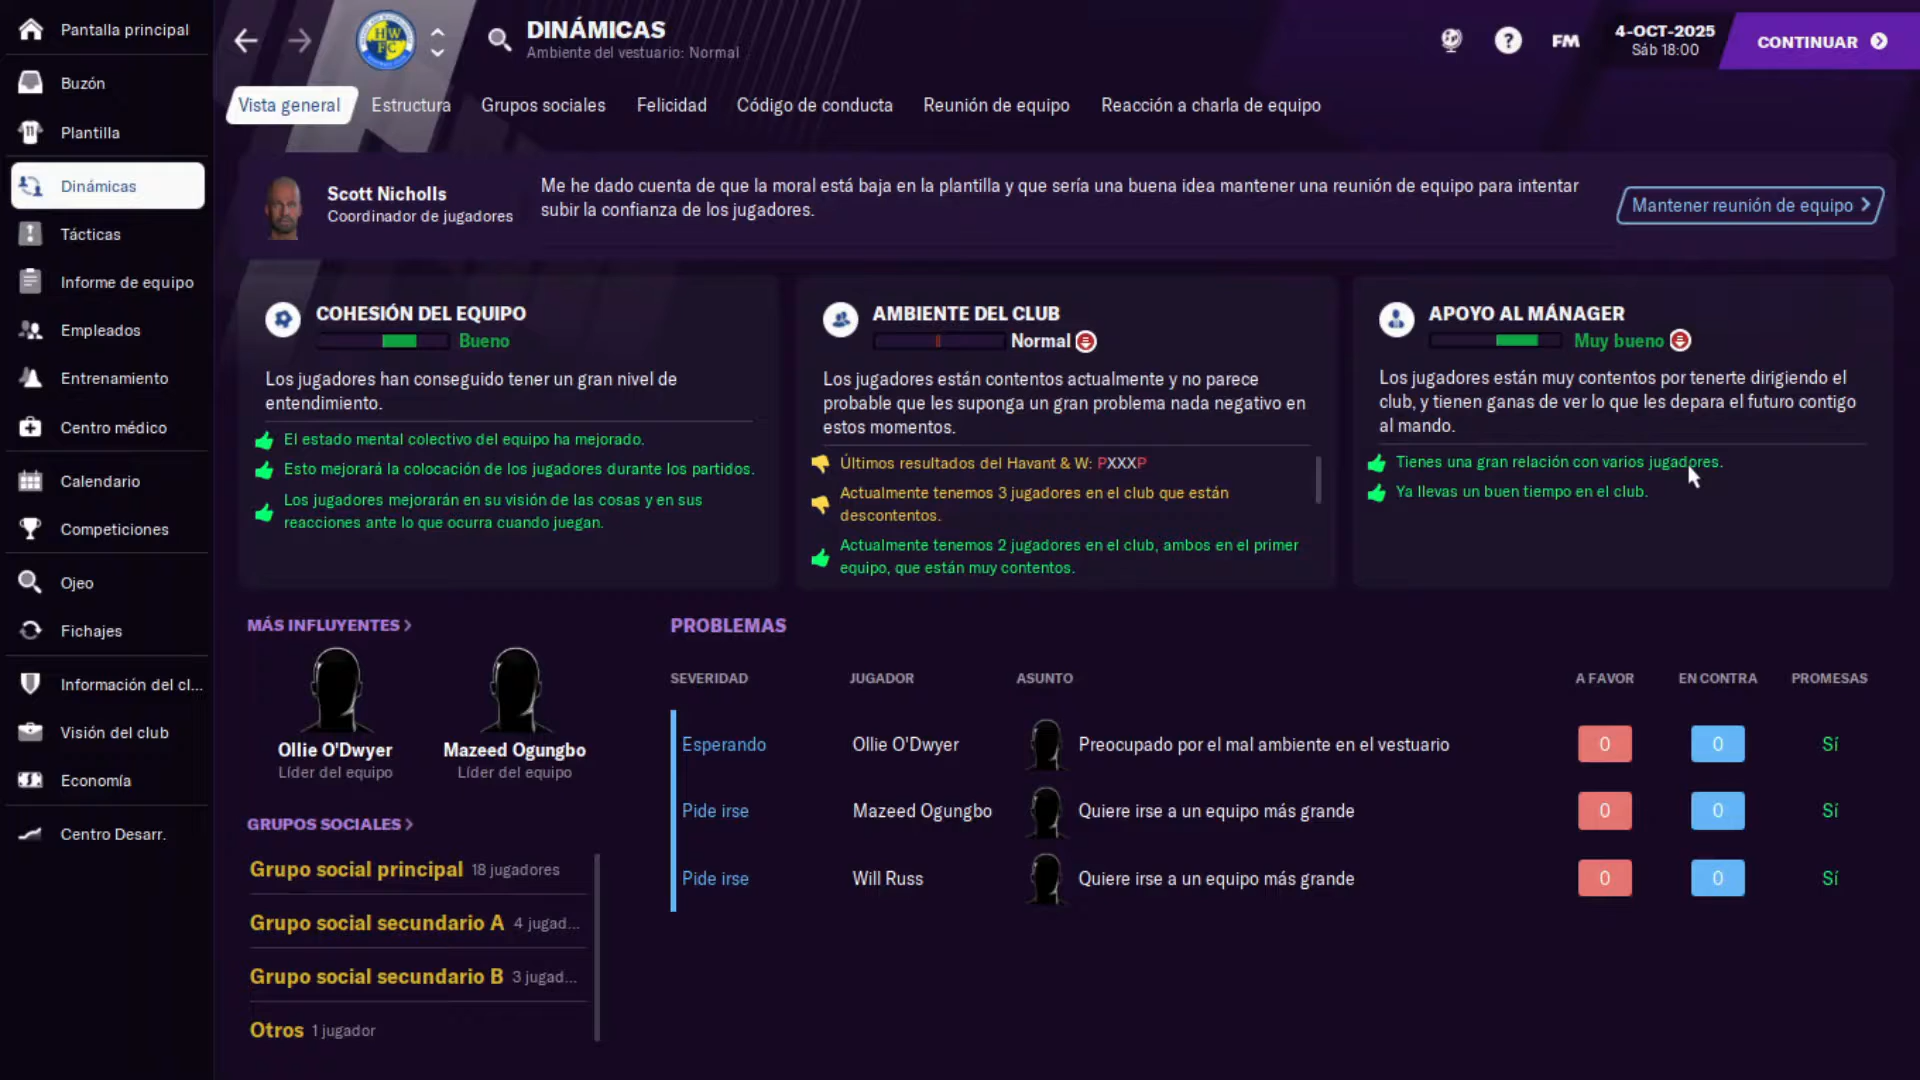 Pantalla principal
Buzón
Plantilla
Dinámicas
Tácticas
Informe de equipo
Empleados
Entrenamiento
Centro médico
Calendario
Competiciones
Ojeo
Fichajes
Información del cl...
Visión del club
Economía
Centro Desarr.
HW
FC
DINÁMICAS
Ambiente del vestuario: Normal
?
FM
4-OCT-2025
Sáb 18:00
CONTINUAR
Vista general
Estructura
Grupos sociales
Felicidad
Código de conducta
Reunión de equipo
Reacción a charla de equipo
Scott Nicholls
Coordinador de jugadores
Me he dado cuenta de que la moral está baja en la plantilla y que sería una buena idea mantener una reunión de equipo para intentar
subir la confianza de los jugadores.
Mantener reunión de equipo
COHESIÓN DEL EQUIPO
Bueno
Los jugadores han conseguido tener un gran nivel de
entendimiento.
El estado mental colectivo del equipo ha mejorado.
Esto mejorará la colocación de los jugadores durante los partidos.
Los jugadores mejorarán en su visión de las cosas y en sus
reacciones ante lo que ocurra cuando juegan.
AMBIENTE DEL CLUB
Normal
Los jugadores están contentos actualmente y no parece
probable que les suponga un gran problema nada negativo en
estos momentos.
Últimos resultados del Havant & W: PXXXP
Actualmente tenemos 3 jugadores en el club que están
descontentos.
Actualmente tenemos 2 jugadores en el club, ambos en el primer
equipo, que están muy contentos.
APOYO AL MÁNAGER
Muy bueno
Los jugadores están muy contentos por tenerte dirigiendo el
club, y tienen ganas de ver lo que les depara el futuro contigo
al mando.
Tienes una gran relación con varios jugadores.
Ya llevas un buen tiempo en el club.
MÁS INFLUYENTES
Ollie O'Dwyer
Líder del equipo
Mazeed Ogungbo
Líder del equipo
GRUPOS SOCIALES
Grupo social principal 18 jugadores
Grupo social secundario A 4 jugad...
Grupo social secundario B 3 jugad...
Otros 1 jugador
PROBLEMAS
SEVERIDAD JUGADOR ASUNTO A FAVOR EN CONTRA PROMESAS
Esperando Ollie O'Dwyer Preocupado por el mal ambiente en el vestuario 0 0 Sí
Pide irse Mazeed Ogungbo Quiere irse a un equipo más grande 0 0 Sí
Pide irse Will Russ Quiere irse a un equipo más grande 0 0 Sí